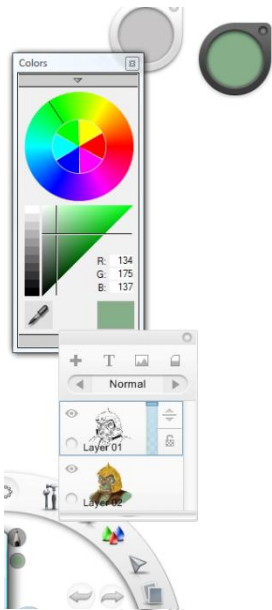 Colors
R: 134
G: 175
B: 137
T
Normal
Layer 01
Layer 02